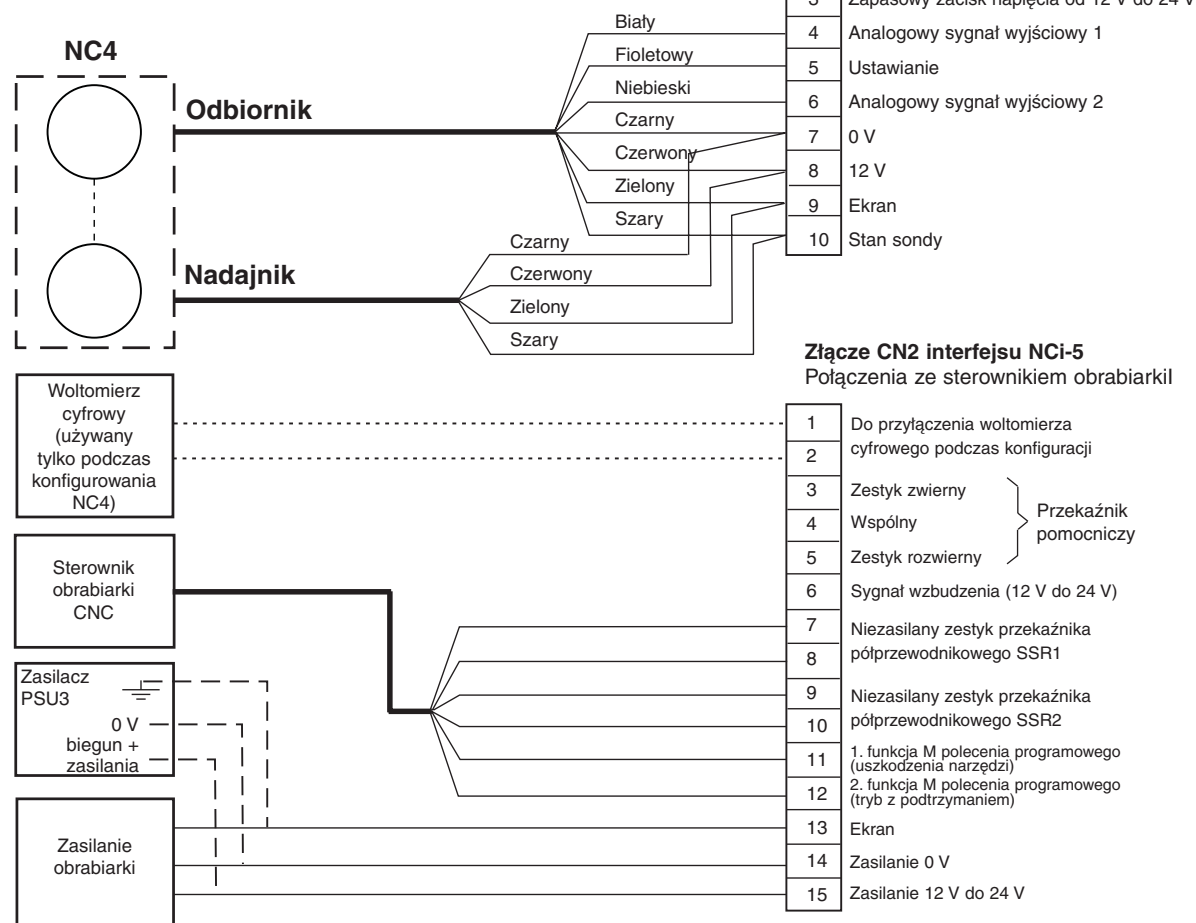 3 Zapasowy zacisk napięcia od 12 V do 24 V
Biały
4 Analogowy sygnał wyjściowy 1
NC4
Fioletowy
5 Ustawianie
Niebieski
6 Analogowy sygnał wyjściowy 2
Odbiornik
Czarny
7 0 V
Czerwony
8 12 V
Zielony
9 Ekran
Szary
10 Stan sondy
Nadajnik
Czarny
Czerwony
Zielony
Szary
Złącze CN2 interfejsu NCi-5
Połączenia ze sterownikiem obrabiarkiI
Woltomierz
cyfrowy
(używany
tylko podczas
konfigurowania
NC4)
1 Do przyłączenia woltomierza
2 cyfrowego podczas konfiguracji
3 Zestyk zwierny
4 Wspólny
5 Zestyk rozwierny
Przekaźnik
pomocniczy
6 Sygnał wzbudzenia (12 V do 24 V)
Sterownik
obrabiarki
CNC
7 Niezasilany zestyk przekaźnika
8 półprzewodnikowego SSR1
9 Niezasilany zestyk przekaźnika
10 półprzewodnikowego SSR2
11 1. funkcja M polecenia programowego
(uszkodzenia narzędzi)
12 2. funkcja M polecenia programowego
(tryb z podtrzymaniem)
Zasilacz
PSU3
0 V
biegun +
zasilania
13 Ekran
14 Zasilanie 0 V
15 Zasilanie 12 V do 24 V
Zasilanie
obrabiarki